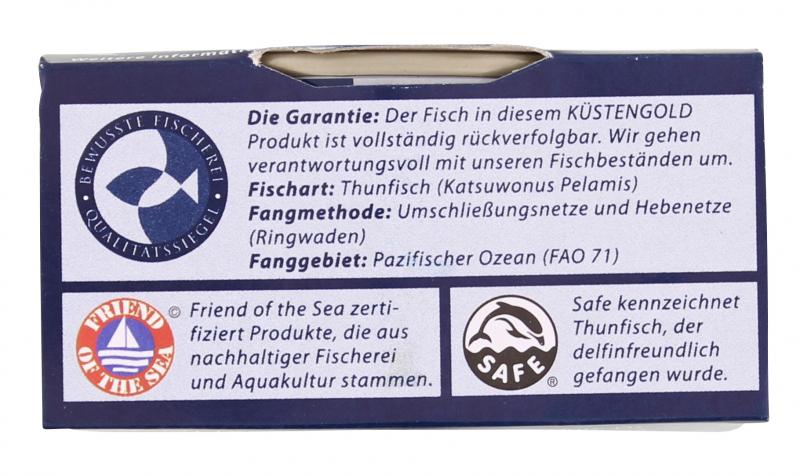 Weitere Informati
BEWUSSTE FISCHEREI
· QUALITÄTSSIEGEL ·
Die Garantie: Der Fisch in diesem KÜSTENGOLD
Produkt ist vollständig rückverfolgbar. Wir gehen
verantwortungsvoll mit unseren Fischbeständen um.
Fischart: Thunfisch (Katsuwonus Pelamis)
Fangmethode: Umschließungsnetze und Hebenetze
(Ringwaden)
Fanggebiet: Pazifischer Ozean (FAO 71)
FRIEND
OF THE SEA
©
Friend of the Sea zerti-
fiziert Produkte, die aus
nachhaltiger Fischerei
und Aquakultur stammen.
SAFE
®
Safe kennzeichnet
Thunfisch, der
delfinfreundlich
gefangen wurde.